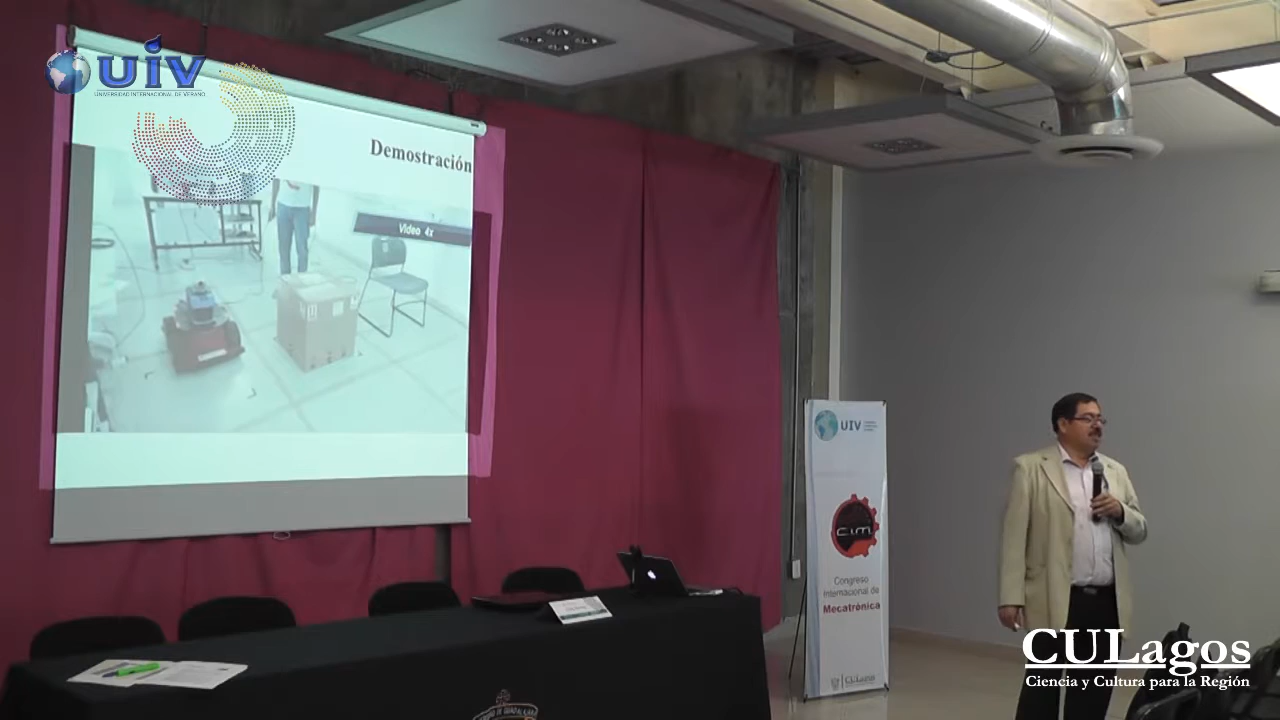 UIV
UNIVERSIDAD INTERNACIONAL DE VERANO
Demostración
Video 4x
UIV
C.I.M
Congreso
Internacional de
Mecatrónica
CULagos
CULagos
Ciencia y Cultura para la Región